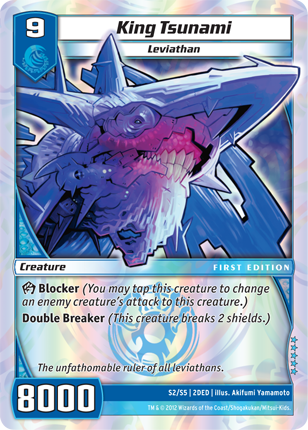 9
King Tsunami
Leviathan
Creature
FIRST EDITION
Blocker (You may tap this creature to change
an enemy creature's attack to this creature.)
Double Breaker (This creature breaks 2 shields.)
The unfathomable ruler of all leviathans.
8000
S2/S5 | 2DED | illus. Akifumi Yamamoto
TM & © 2012 Wizards of the Coast/Shogakukan/Mitsui-Kids.